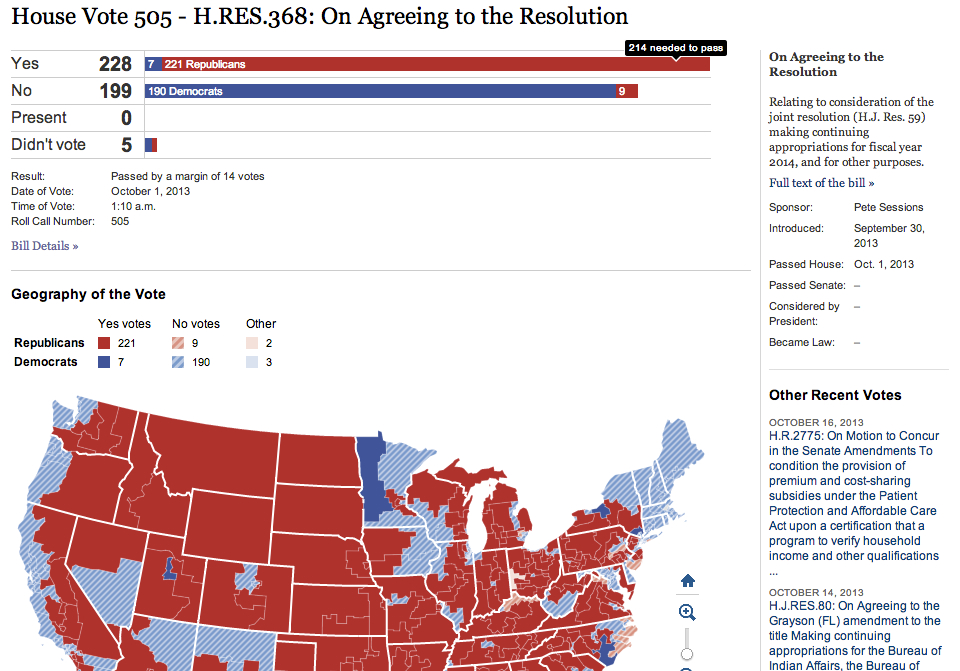 House Vote 505 - H.RES.368: On Agreeing to the Resolution
214 needed to pass
Yes 228 7 221 Republicans
No 199 190 Democrats 9
Present 0
Didn't vote 5
Result: Passed by a margin of 14 votes
Date of Vote: October 1, 2013
Time of Vote: 1:10 a.m.
Roll Call Number: 505
Bill Details »
Geography of the Vote
Yes votes No votes Other
Republicans 221 9 2
Democrats 7 190 3
On Agreeing to the
Resolution
Relating to consideration of the
joint resolution (H.J. Res. 59)
making continuing
appropriations for fiscal year
2014, and for other purposes.
Full text of the bill »
Sponsor: Pete Sessions
Introduced: September 30,
2013
Passed House: Oct. 1, 2013
Passed Senate: –
Considered by –
President:
Became Law: –
Other Recent Votes
OCTOBER 16, 2013
H.R.2775: On Motion to Concur
in the Senate Amendments To
condition the provision of
premium and cost-sharing
subsidies under the Patient
Protection and Affordable Care
Act upon a certification that a
program to verify household
income and other qualifications
...
OCTOBER 14, 2013
H.J.RES.80: On Agreeing to the
Grayson (FL) amendment to the
title Making continuing
appropriations for the Bureau of
Indian Affairs, the Bureau of